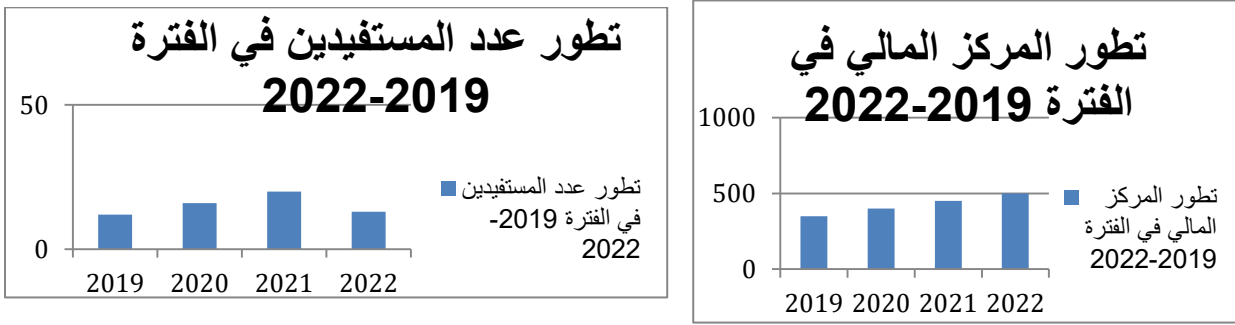 تطور المركز المالي في
الفترة 2019-2022
1000
500
0
2019 2020 2021 2022
تطور المركز
المالي في الفترة
2019-2022
تطور عدد المستفيدين في الفترة
2019-2022
50
0
2019 2020 2021 2022
تطور عدد المستفيدين
في الفترة 2019-
2022